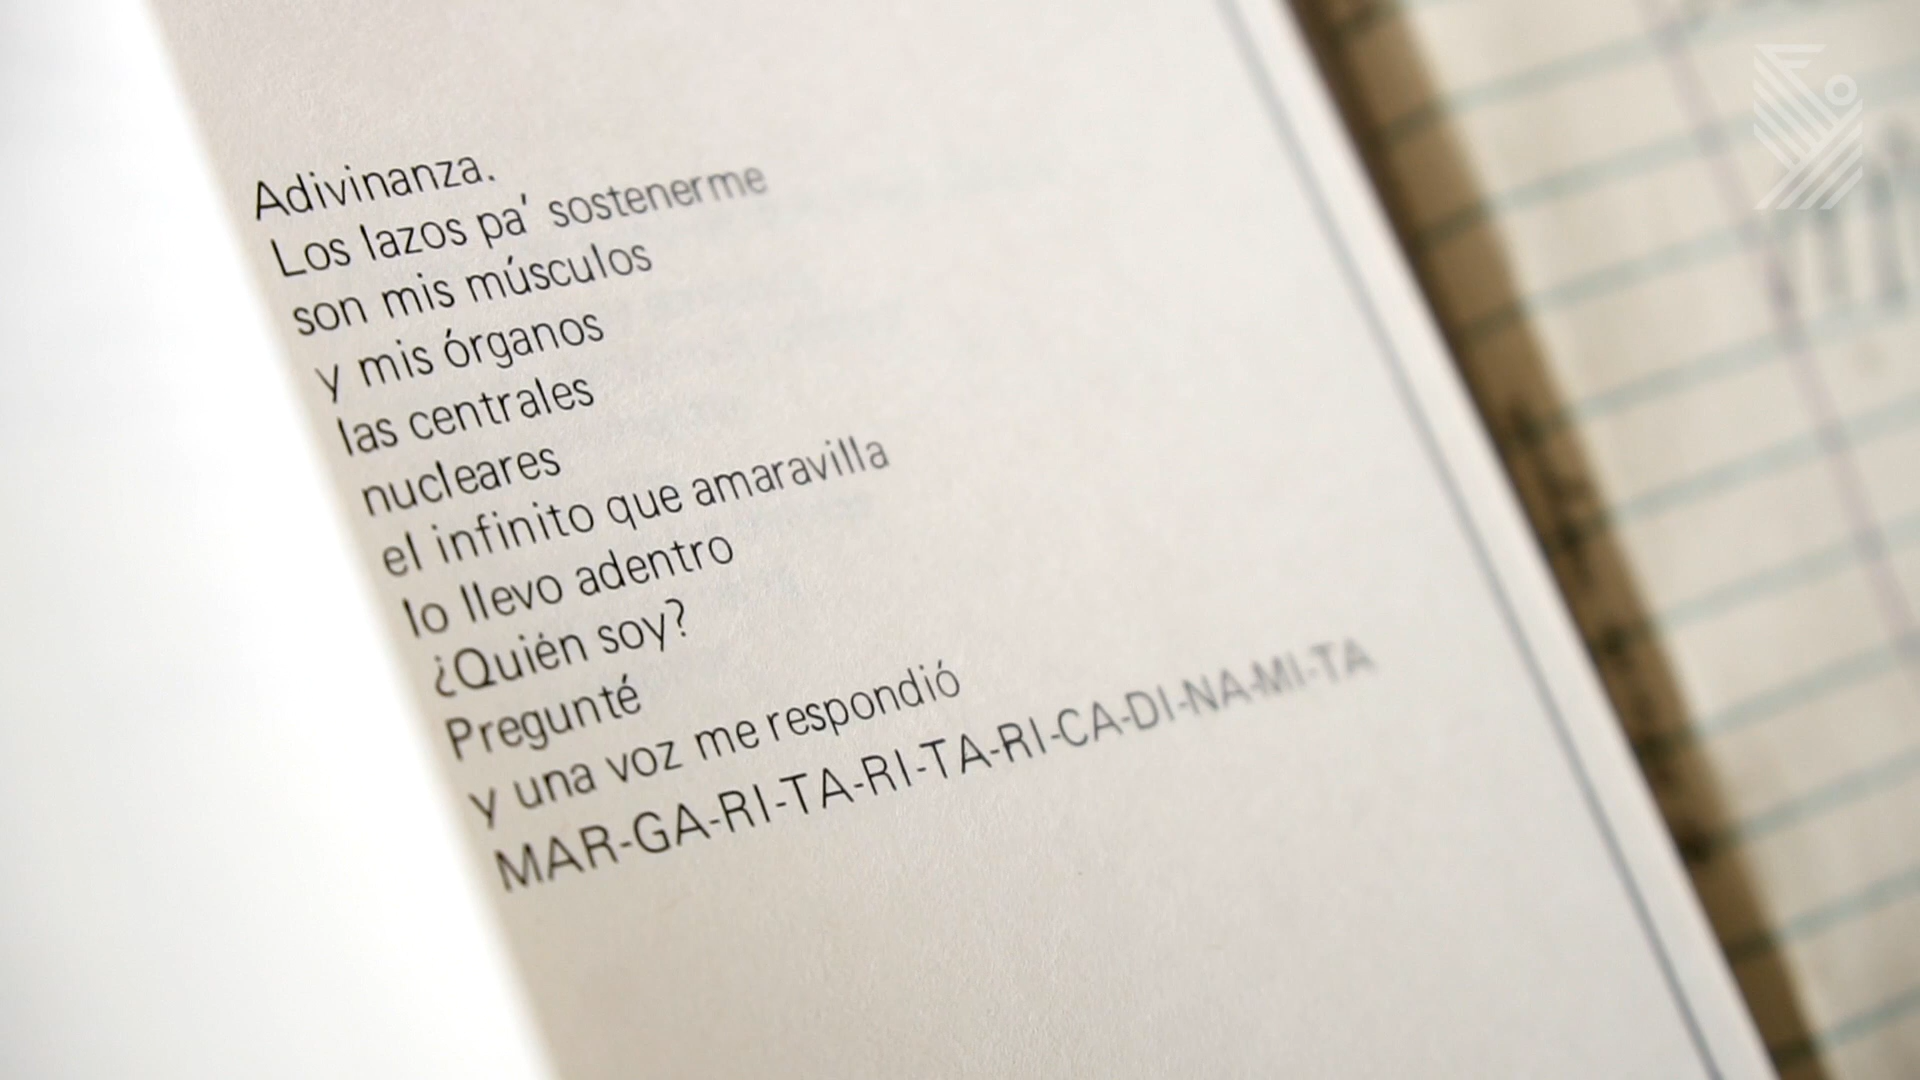 Adivinanza.
Los lazos pa' sostenerme
son mis músculos
y mis órganos
las centrales
nucleares
el infinito que amaravilla
lo llevo adentro
¿Quién soy?
Pregunté
y una voz me respondió
MAR-GA-RI-TA-RI-TA-RI-CA-DI-NA-MI-TA